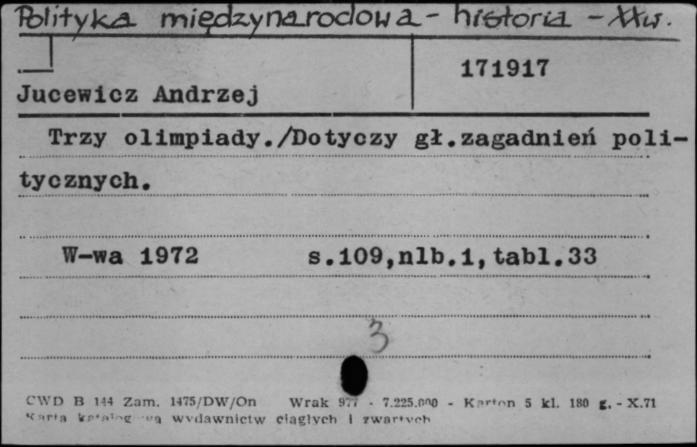 Polityka międzynarodowa - historia - XXw.
171917
Jucewicz Andrzej
Trzy olimpiady./Dotyczy gł.zagadnień poli-
tycznych.
W-wa 1972 s.109,nlb.1,tabl.33
3
CWD B 144 Zam. 1475/DW/On Wrak 977 - 7.225.000 - Karton 5 kl. 180 g. - X.71
Karta katalogowa wydawnictw ciągłych i zwartych